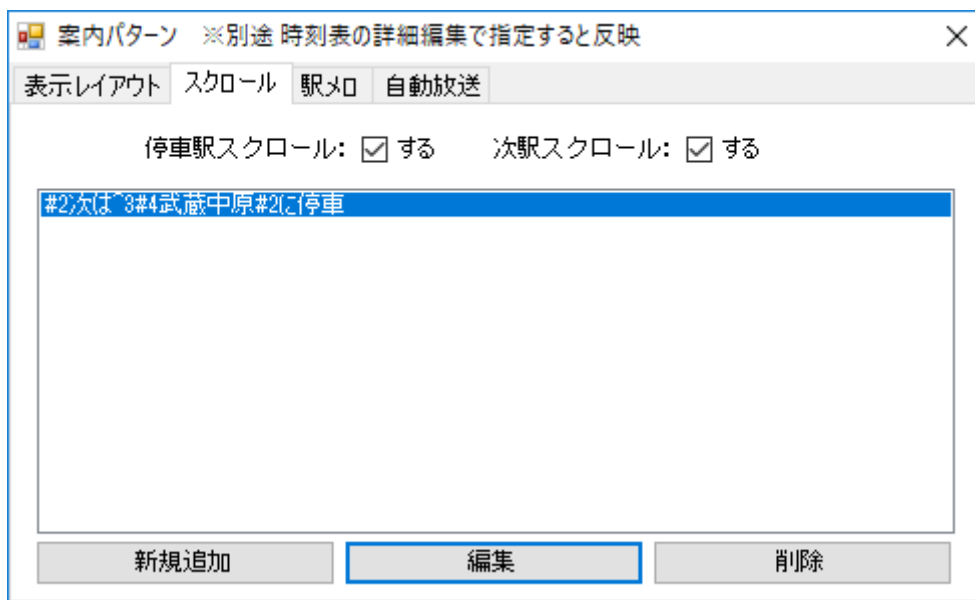 案内パターン ※別途 時刻表の詳細編集で指定すると反映
表示レイアウト スクロール 駅メロ 自動放送
停車駅スクロール: する 次駅スクロール: する
#2次は^3#4武蔵中原#2に停車
新規追加 編集 削除